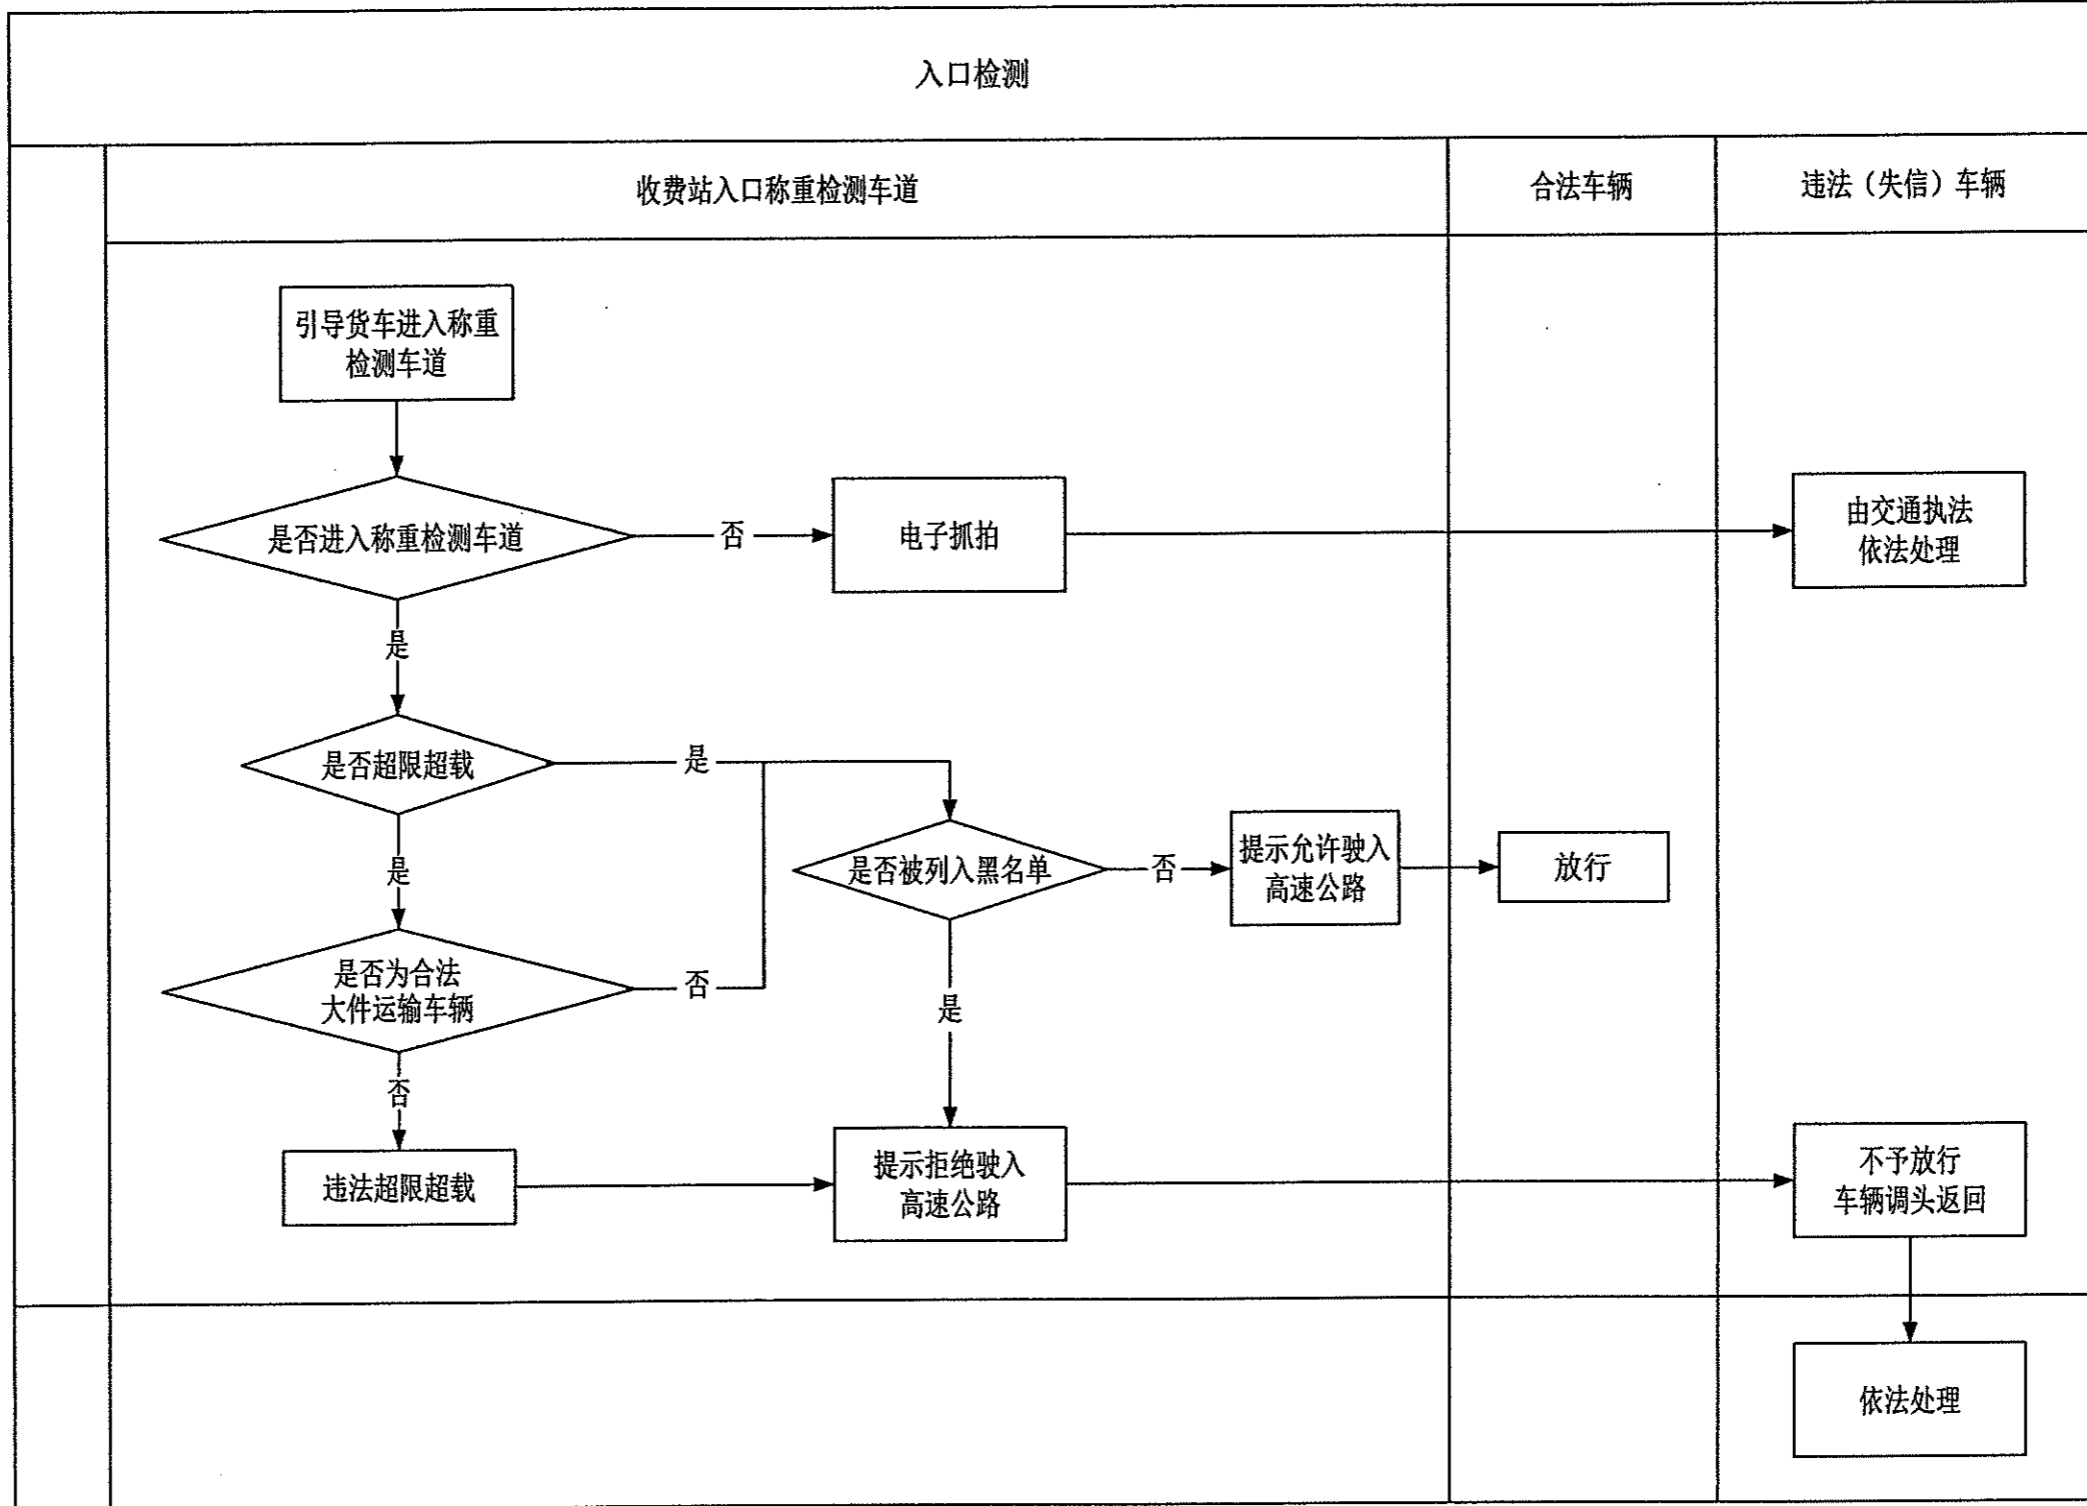 入口检测
收费站入口称重检测车道
合法车辆
违法（失信）车辆
引导货车进入称重
检测车道
是否进入称重检测车道
否
电子抓拍
由交通执法
依法处理
是
是否超限超载
是
是
是否被列入黑名单
否
提示允许驶入
高速公路
放行
是否为合法
大件运输车辆
否
是
否
违法超限超载
提示拒绝驶入
高速公路
不予放行
车辆调头返回
依法处理